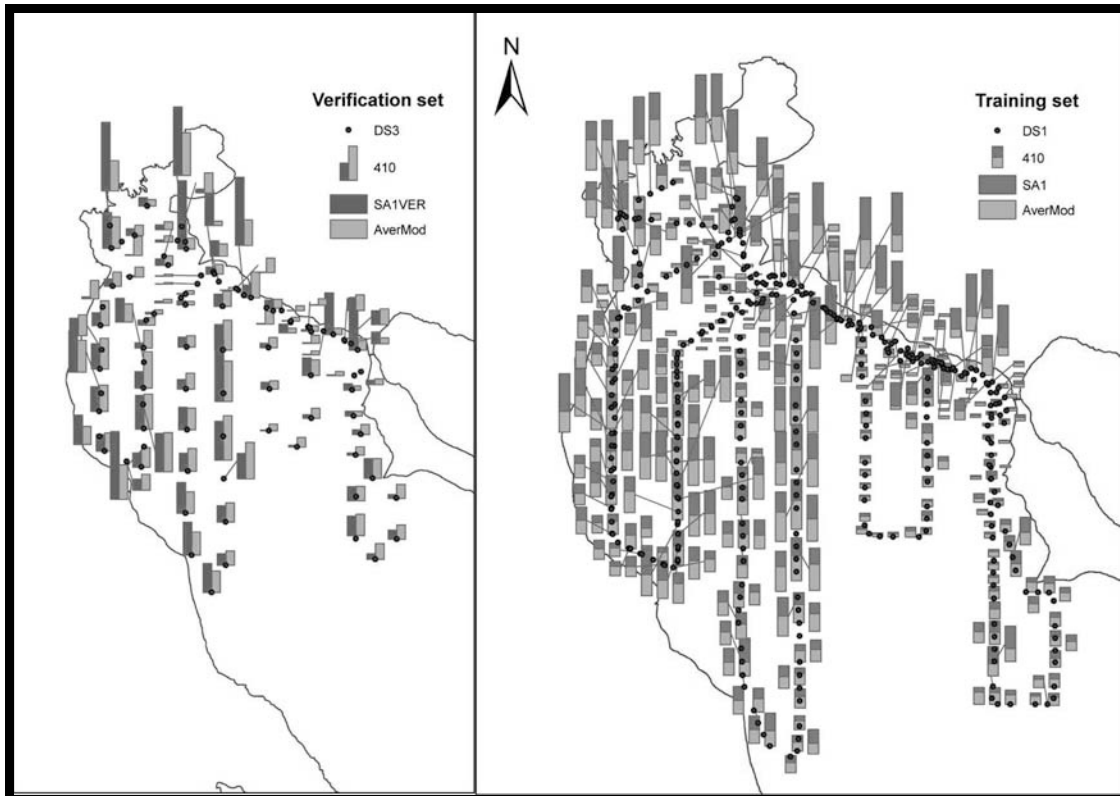 Verification set
DS3
410
SA1VER
AverMod
N
Training set
DS1
410
SA1
AverMod